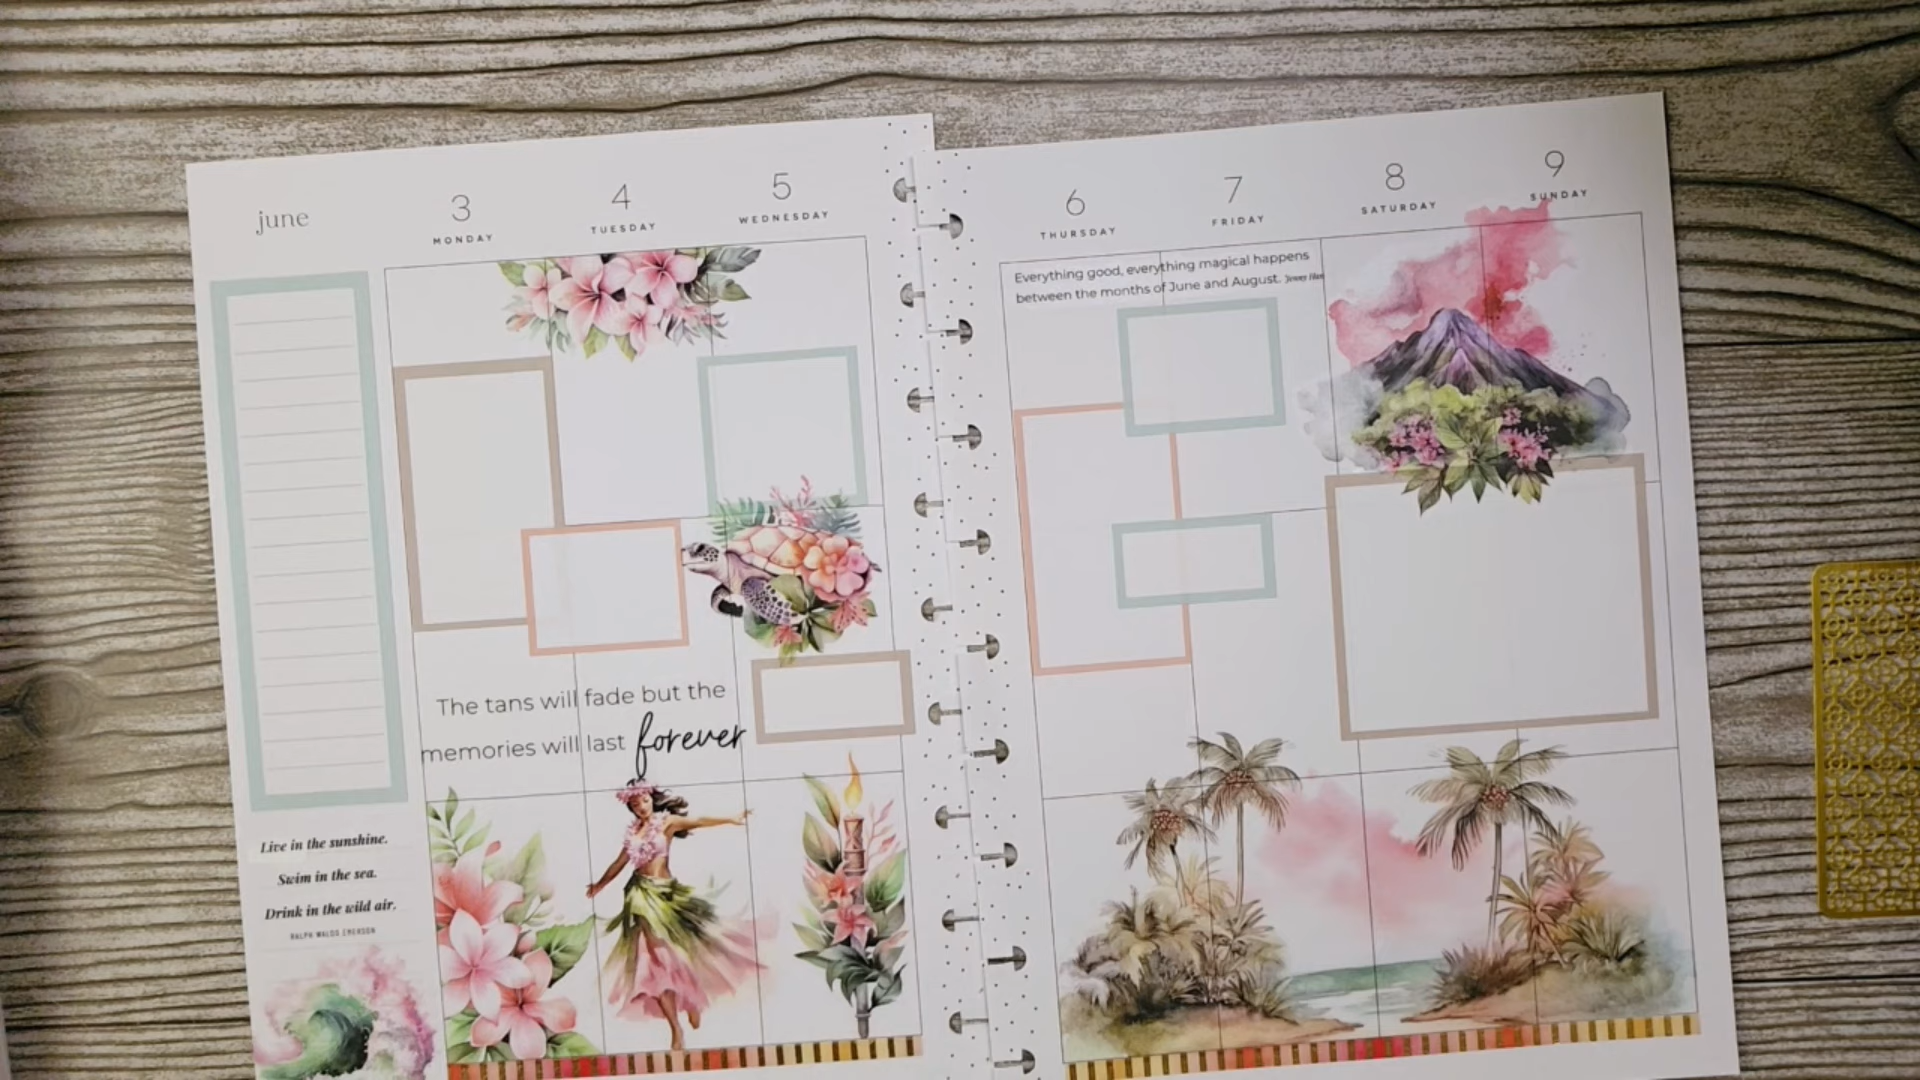 june
3
MONDAY
4
TUESDAY
5
WEDNESDAY
6
THURSDAY
7
FRIDAY
8
SATURDAY
9
SUNDAY
Everything good, everything magical happens
between the months of June and August. Jenny Han
The tans will fade but the
memories will last forever
Live in the sunshine.
Swim in the sea.
Drink in the wild air.
RALPH WALDO EMERSON